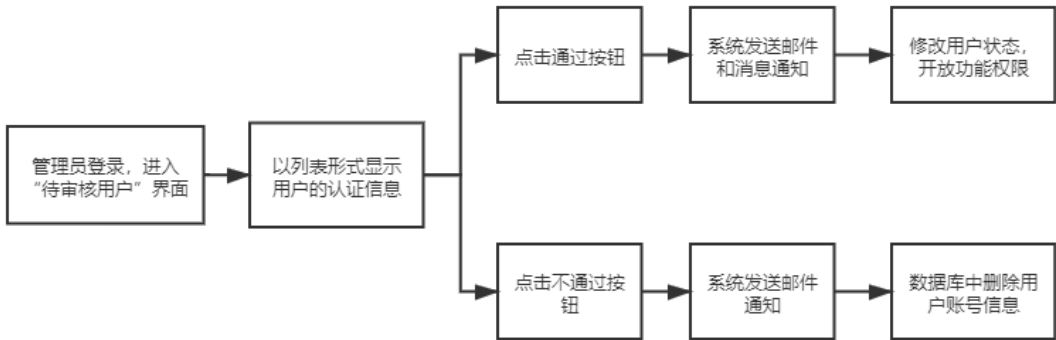 管理员登录，进入
“待审核用户”界面
以列表形式显示
用户的认证信息
点击通过按钮
系统发送邮件
和消息通知
修改用户状态，
开放功能权限
点击不通过按
钮
系统发送邮件
通知
数据库中删除用
户账号信息